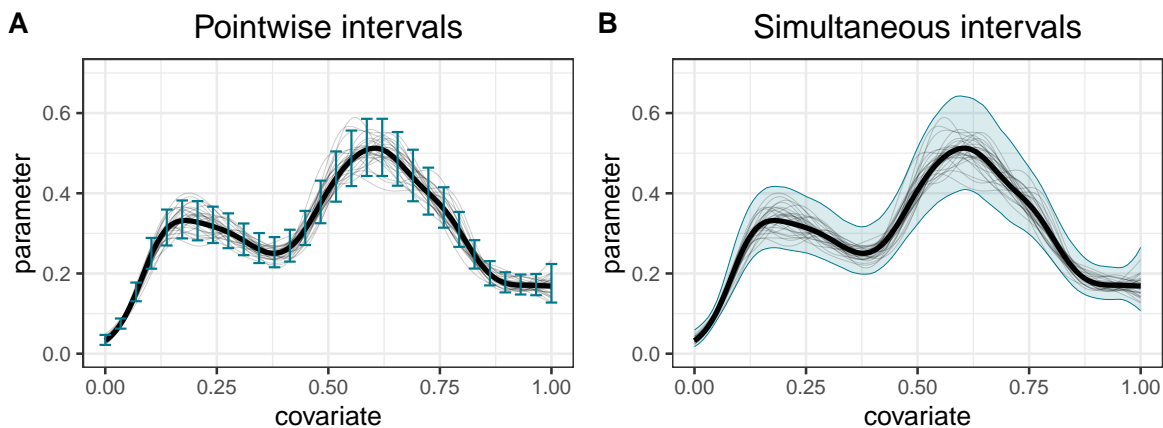 A
Pointwise intervals
parameter
0.6
0.4
0.2
0.0
0.00 0.25 0.50 0.75 1.00
covariate
B
Simultaneous intervals
parameter
0.6
0.4
0.2
0.0
0.00 0.25 0.50 0.75 1.00
covariate